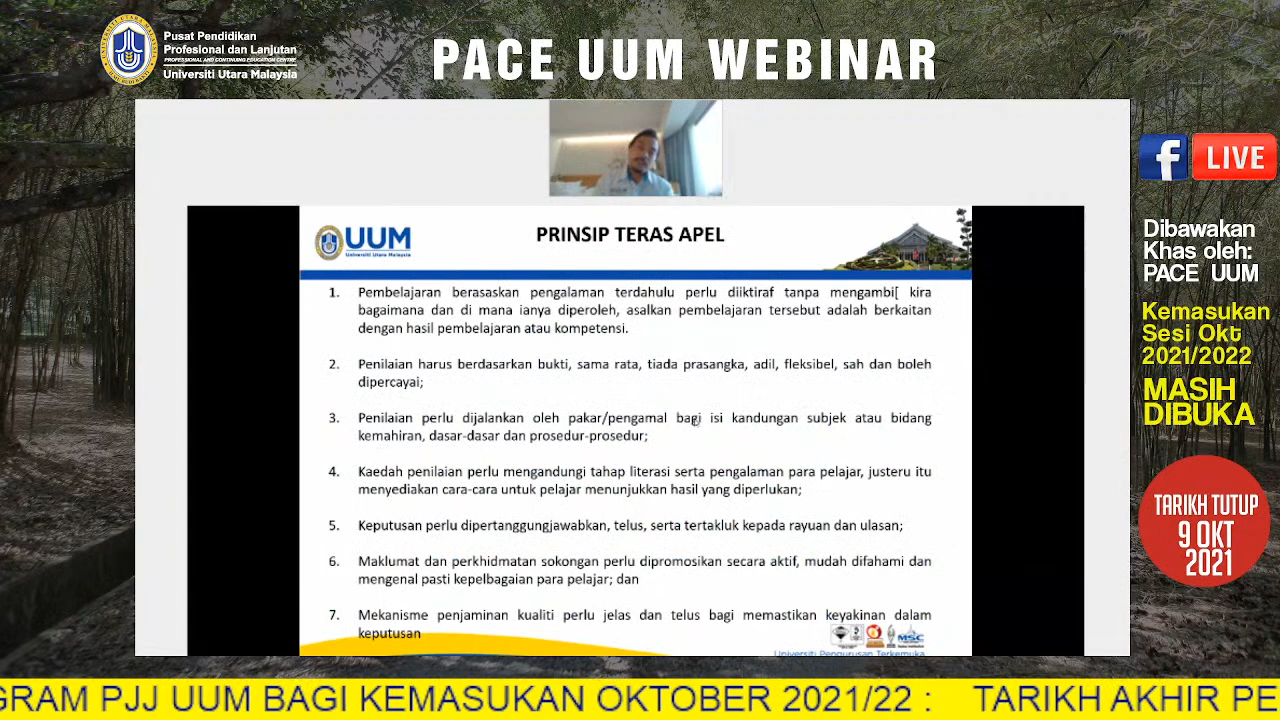 Pusat Pendidikan
Profesional dan Lanjutan
PROFESSIONAL AND CONTINUING EDUCATION CENTRE
Universiti Utara Malaysia
PACE UUM WEBINAR
f LIVE
Dibawakan
Khas oleh:
PACE UUM
Kemasukan
Sesi Okt
2021/2022
MASIH
DIBUKA
TARIKH TUTUP
9 OKT
2021
UUM
Universiti Utara Malaysia
PRINSIP TERAS APEL
1. Pembelajaran berasaskan pengalaman terdahulu perlu diiktiraf tanpa mengambi[ kira
bagaimana dan di mana ianya diperoleh, asalkan pembelajaran tersebut adalah berkaitan
dengan hasil pembelajaran atau kompetensi.
2. Penilaian harus berdasarkan bukti, sama rata, tiada prasangka, adil, fleksibel, sah dan boleh
dipercayai;
3. Penilaian perlu dijalankan oleh pakar/pengamal bagi isi kandungan subjek atau bidang
kemahiran, dasar-dasar dan prosedur-prosedur;
4. Kaedah penilaian perlu mengandungi tahap literasi serta pengalaman para pelajar, justeru itu
menyediakan cara-cara untuk pelajar menunjukkan hasil yang diperlukan;
5. Keputusan perlu dipertanggungjawabkan, telus, serta tertakluk kepada rayuan dan ulasan;
6. Maklumat dan perkhidmatan sokongan perlu dipromosikan secara aktif, mudah difahami dan
mengenal pasti kepelbagaian para pelajar; dan
7. Mekanisme penjaminan kualiti perlu jelas dan telus bagi memastikan keyakinan dalam
keputusan
MSC
Universiti Pengurusan Terkemuka
GRAM PJJ UUM BAGI KEMASUKAN OKTOBER 2021/22 : TARIKH AKHIR PE